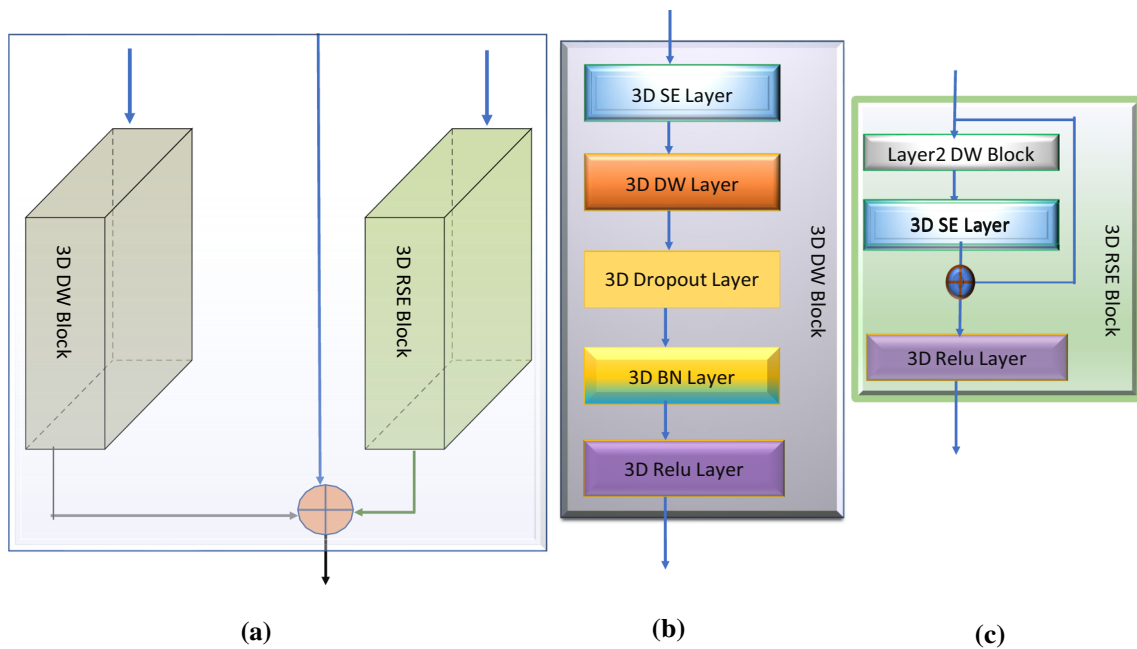 3D DW Block
3D RSE Block
(a)
3D SE Layer
3D DW Layer
3D Dropout Layer
3D BN Layer
3D Relu Layer
3D DW Block
(b)
Layer2 DW Block
3D SE Layer
3D Relu Layer
3D RSE Block
(c)